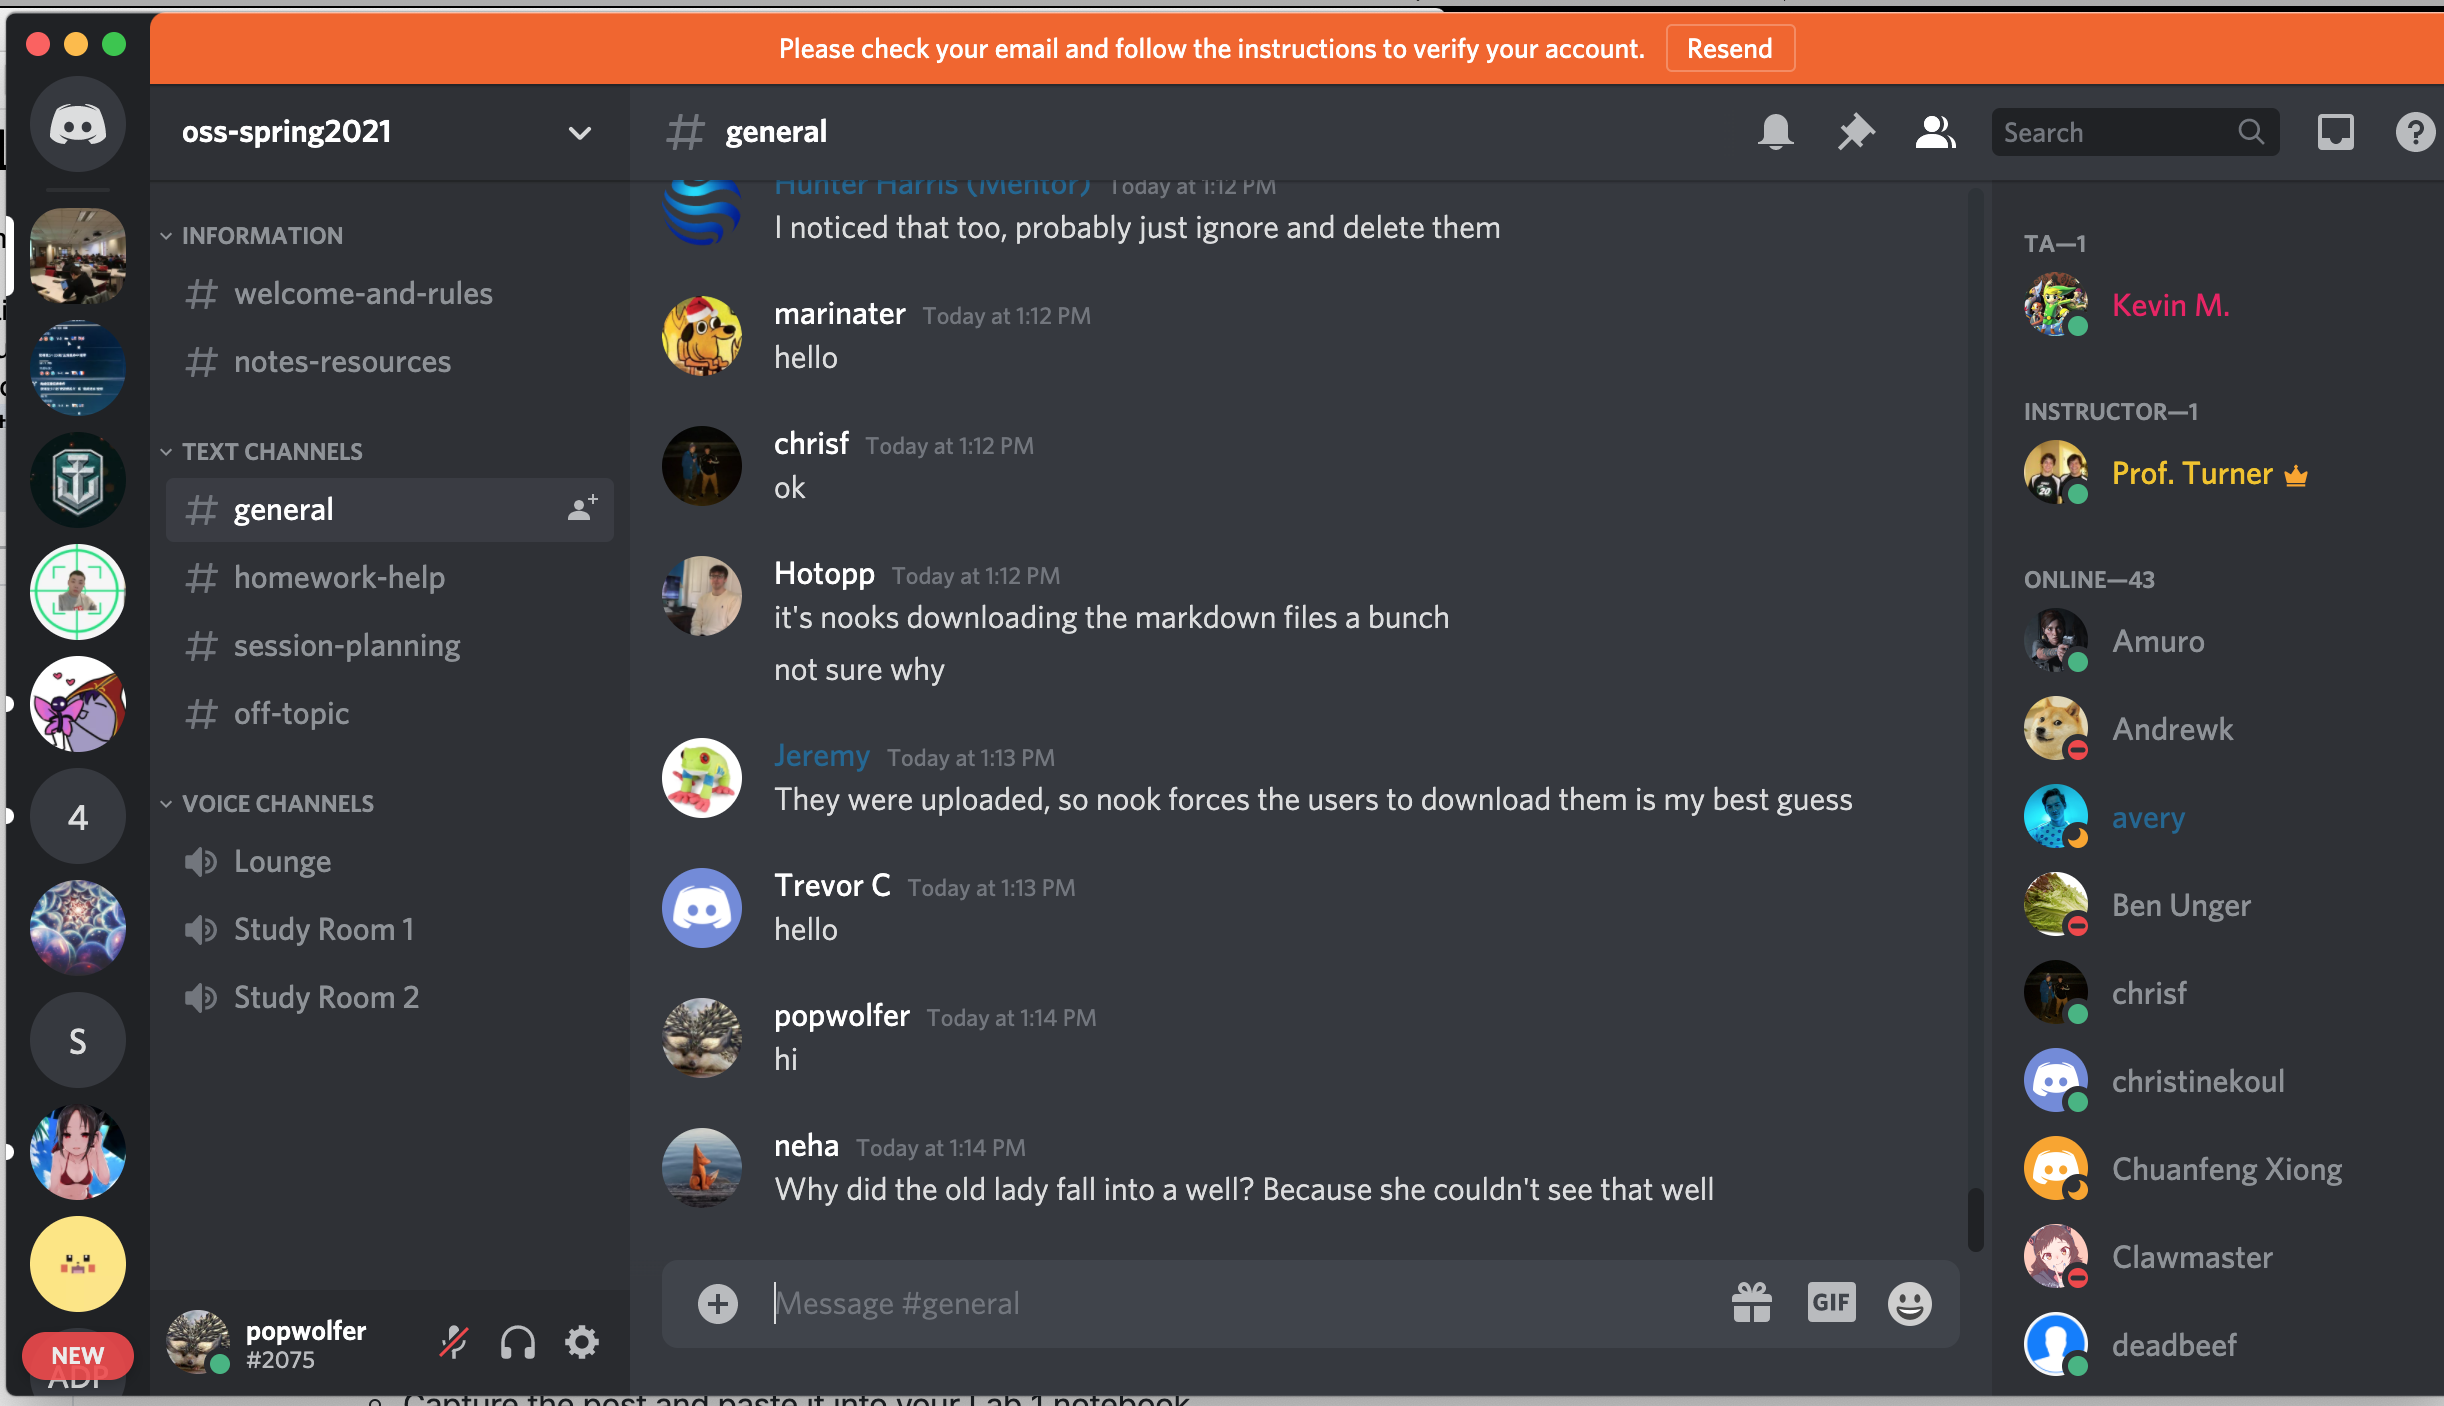 Please check your email and follow the instructions to verify your account.
Resend
oss-spring2021
INFORMATION
welcome-and-rules
notes-resources
TEXT CHANNELS
general
homework-help
session-planning
off-topic
VOICE CHANNELS
Lounge
Study Room 1
Study Room 2
4
S
NEW
ADP
popwolfer
#2075
# general
Search
Hunter Harris (Mentor) Today at 1:12 PM
I noticed that too, probably just ignore and delete them
marinater Today at 1:12 PM
hello
chrisf Today at 1:12 PM
ok
Hotopp Today at 1:12 PM
it's nooks downloading the markdown files a bunch
not sure why
Jeremy Today at 1:13 PM
They were uploaded, so nook forces the users to download them is my best guess
Trevor C Today at 1:13 PM
hello
popwolfer Today at 1:14 PM
hi
neha Today at 1:14 PM
Why did the old lady fall into a well? Because she couldn't see that well
Message #general
GIF
TA—1
Kevin M.
INSTRUCTOR—1
Prof. Turner
ONLINE—43
Amuro
Andrewk
avery
Ben Unger
chrisf
christinekoul
Chuanfeng Xiong
Clawmaster
deadbeef
Capture the post and paste it into your Lab 1 notebook